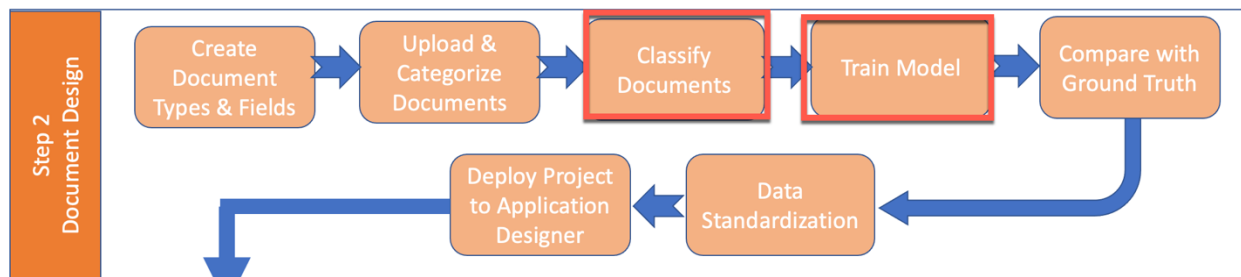 Step 2
Document Design
Create
Document
Types & Fields
Upload &
Categorize
Documents
Classify
Documents
Train Model
Compare with
Ground Truth
Data
Standardization
Deploy Project
to Application
Designer